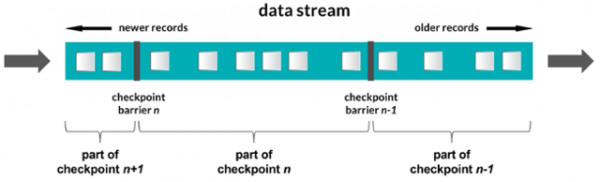 data stream
newer records
older records
checkpoint
barrier n
checkpoint
barrier n-1
part of
checkpoint n+1
part of
checkpoint n
part of
checkpoint n-1